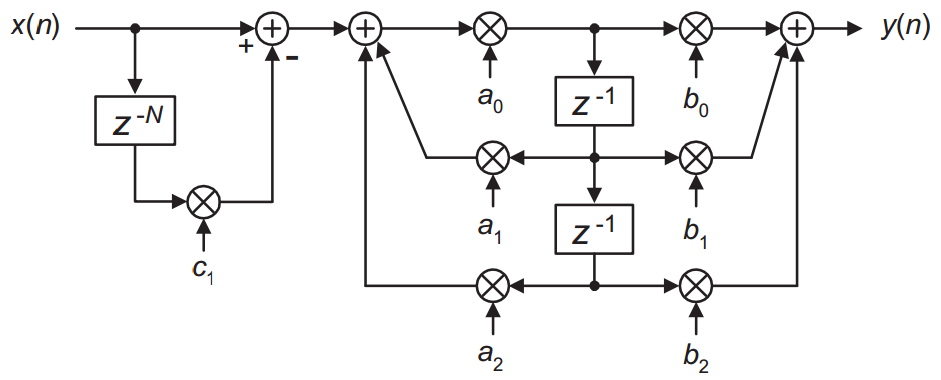 x(n) + - y(n)
a₀ b₀
z⁻¹
z⁻ᴺ
a₁ b₁
z⁻¹
c₁
a₂ b₂